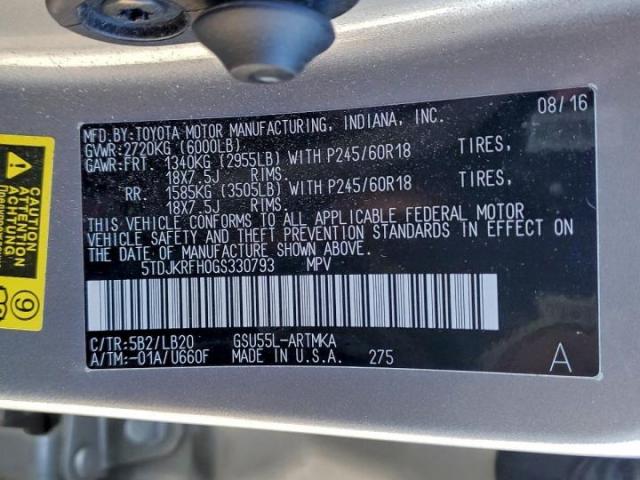 08/16
MFD.BY:TOYOTA MOTOR MANUFACTURING, INDIANA, INC.
GVWR:2720KG (6000LB)
GAWR:FRT. 1340KG (2955LB) WITH P245/60R18 TIRES,
18X7.5J RIMS.
RR 1585KG (3505LB) WITH P245/60R18 TIRES,
18X7.5J RIMS.
THIS VEHICLE CONFORMS TO ALL APPLICABLE FEDERAL MOTOR
VEHICLE SAFETY AND THEFT PREVENTION STANDARDS IN EFFECT ON
THE DATE OF MANUFACTURE SHOWN ABOVE.
5TDJKRFH0GS330793 MPV
C/TR:5B2/LB20 GSU55L-ARTMKA
A/TM:-01A/U660F MADE IN U.S.A. 275
A
CAUTION
ATTENTION
ACHTUNG
9